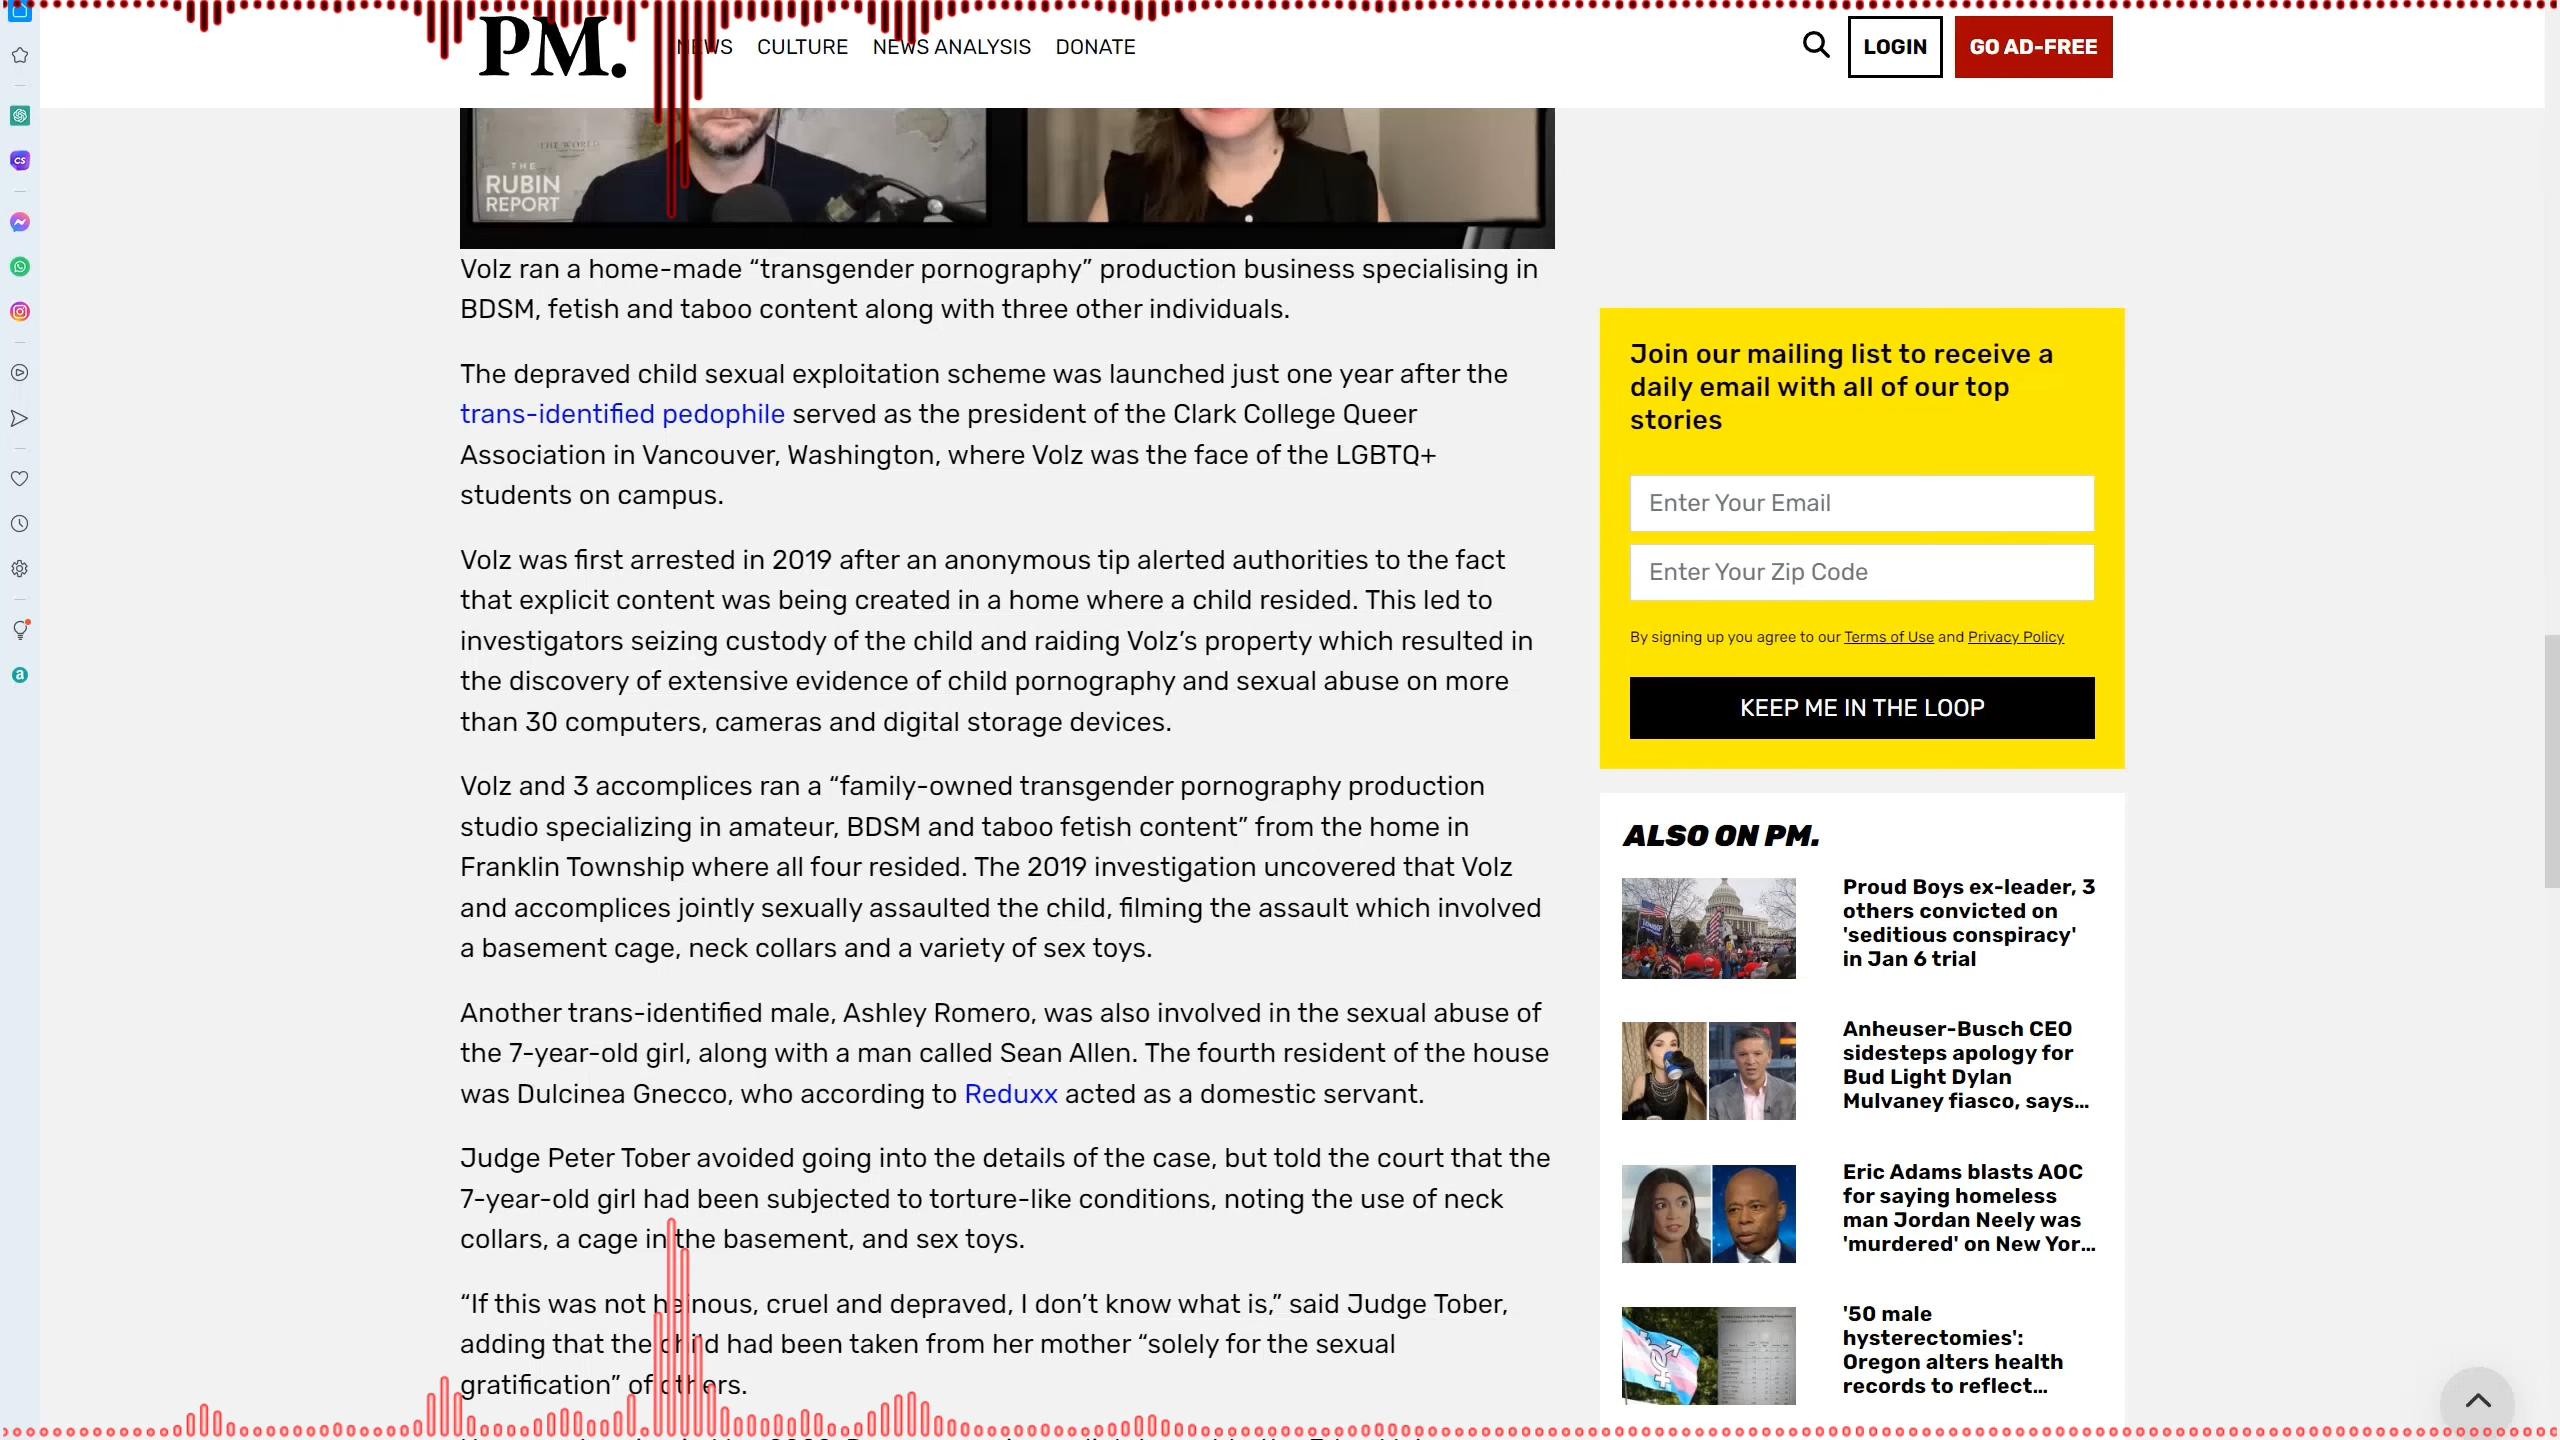 PM.
NEWS CULTURE NEWS ANALYSIS DONATE
LOGIN
GO AD-FREE
THE WORLD
THE
RUBIN
REPORT
Volz ran a home-made “transgender pornography” production business specialising in
BDSM, fetish and taboo content along with three other individuals.
The depraved child sexual exploitation scheme was launched just one year after the
trans-identified pedophile served as the president of the Clark College Queer
Association in Vancouver, Washington, where Volz was the face of the LGBTQ+
students on campus.
Volz was first arrested in 2019 after an anonymous tip alerted authorities to the fact
that explicit content was being created in a home where a child resided. This led to
investigators seizing custody of the child and raiding Volz’s property which resulted in
the discovery of extensive evidence of child pornography and sexual abuse on more
than 30 computers, cameras and digital storage devices.
Volz and 3 accomplices ran a “family-owned transgender pornography production
studio specializing in amateur, BDSM and taboo fetish content” from the home in
Franklin Township where all four resided. The 2019 investigation uncovered that Volz
and accomplices jointly sexually assaulted the child, filming the assault which involved
a basement cage, neck collars and a variety of sex toys.
Another trans-identified male, Ashley Romero, was also involved in the sexual abuse of
the 7-year-old girl, along with a man called Sean Allen. The fourth resident of the house
was Dulcinea Gnecco, who according to Reduxx acted as a domestic servant.
Judge Peter Tober avoided going into the details of the case, but told the court that the
7-year-old girl had been subjected to torture-like conditions, noting the use of neck
collars, a cage in the basement, and sex toys.
“If this was not heinous, cruel and depraved, I don’t know what is,” said Judge Tober,
adding that the child had been taken from her mother “solely for the sexual
gratification” of others.
Join our mailing list to receive a
daily email with all of our top
stories
Enter Your Email
Enter Your Zip Code
By signing up you agree to our Terms of Use and Privacy Policy
KEEP ME IN THE LOOP
ALSO ON PM.
Proud Boys ex-leader, 3
others convicted on
'seditious conspiracy'
in Jan 6 trial
Anheuser-Busch CEO
sidesteps apology for
Bud Light Dylan
Mulvaney fiasco, says...
Eric Adams blasts AOC
for saying homeless
man Jordan Neely was
'murdered' on New Yor...
'50 male
hysterectomies':
Oregon alters health
records to reflect...
CS
a